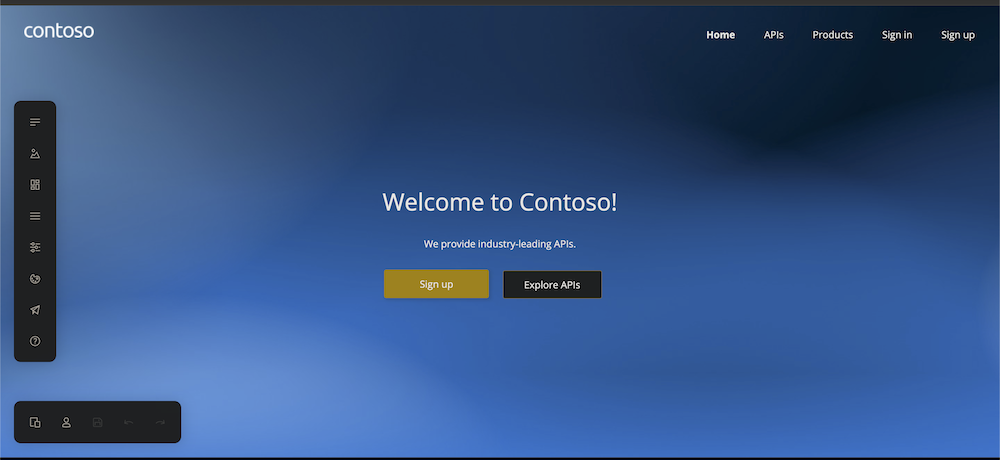 contoso
Home APIs Products Sign in Sign up
Welcome to Contoso!
We provide industry-leading APIs.
Sign up Explore APIs